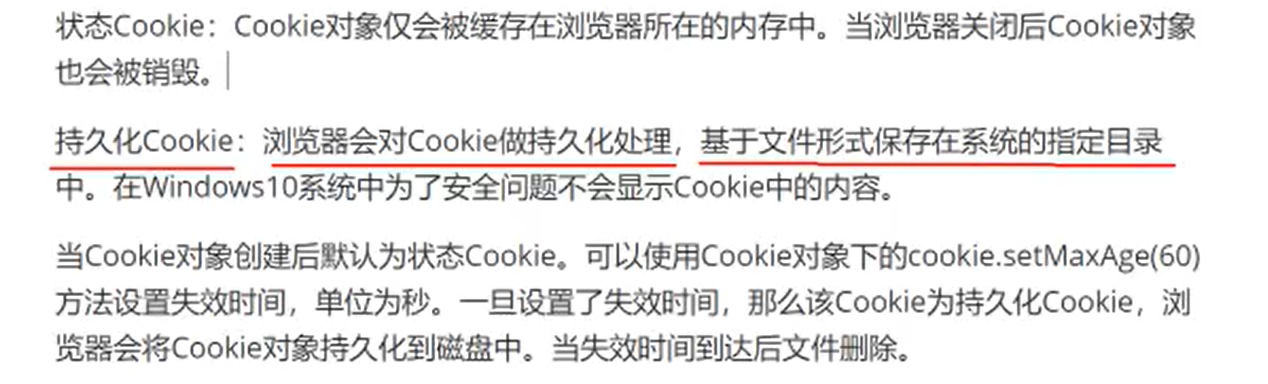 状态Cookie：Cookie对象仅会被缓存在浏览器所在的内存中。当浏览器关闭后Cookie对象
也会被销毁。
持久化Cookie：浏览器会对Cookie做持久化处理，基于文件形式保存在系统的指定目录
中。在Windows10系统中为了安全问题不会显示Cookie中的内容。
当Cookie对象创建后默认为状态Cookie。可以使用Cookie对象下的cookie.setMaxAge(60)
方法设置失效时间，单位为秒。一旦设置了失效时间，那么该Cookie为持久化Cookie，浏
览器会将Cookie对象持久化到磁盘中。当失效时间到达后文件删除。